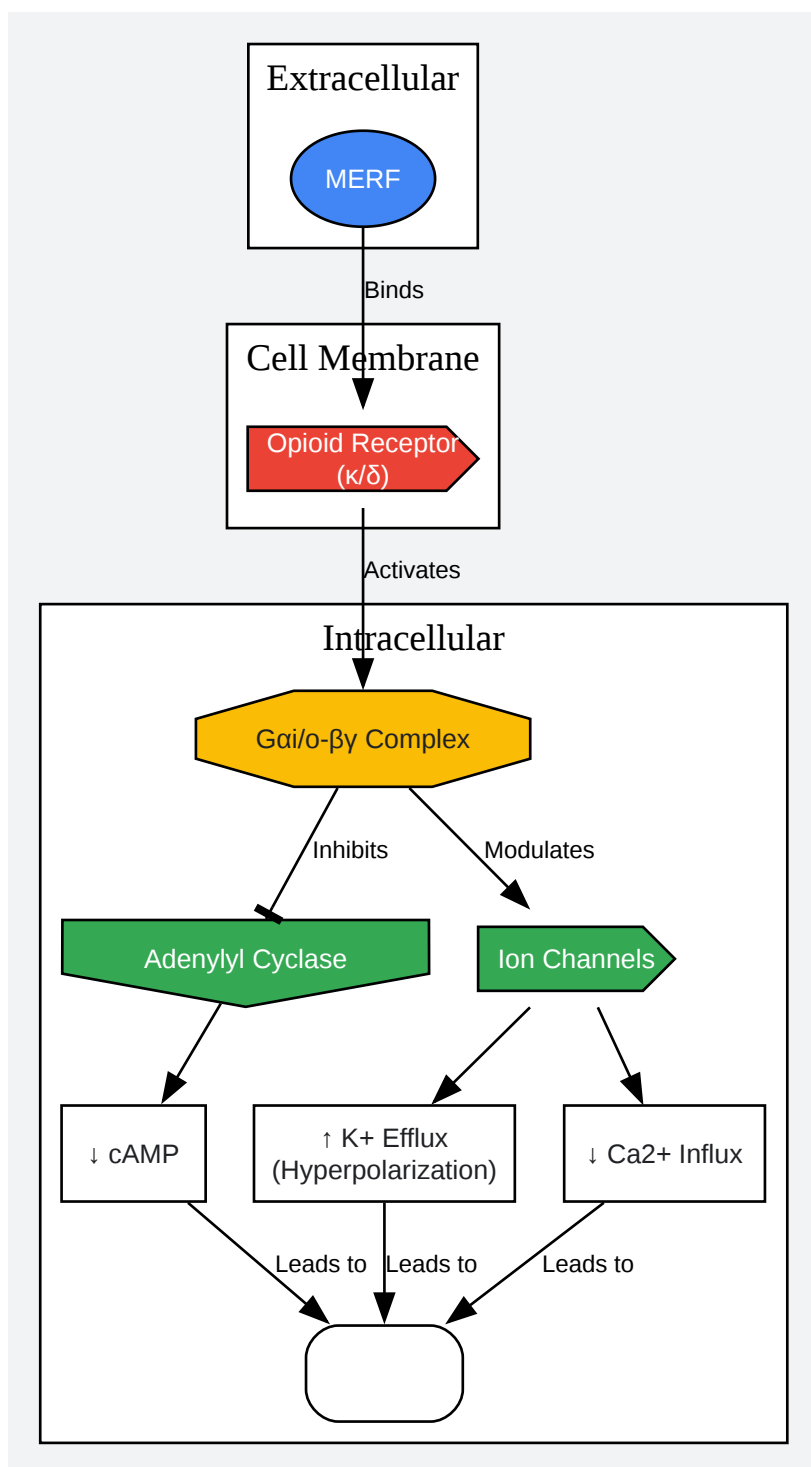 Extracellular
MERF
Binds
Cell Membrane
Opioid Receptor
(κ/δ)
Activates
Intracellular
Gαi/o-βγ Complex
Inhibits
Modulates
Adenylyl Cyclase
Ion Channels
↓ cAMP
↑ K+ Efflux
(Hyperpolarization)
↓ Ca2+ Influx
Leads to
Leads to
Leads to